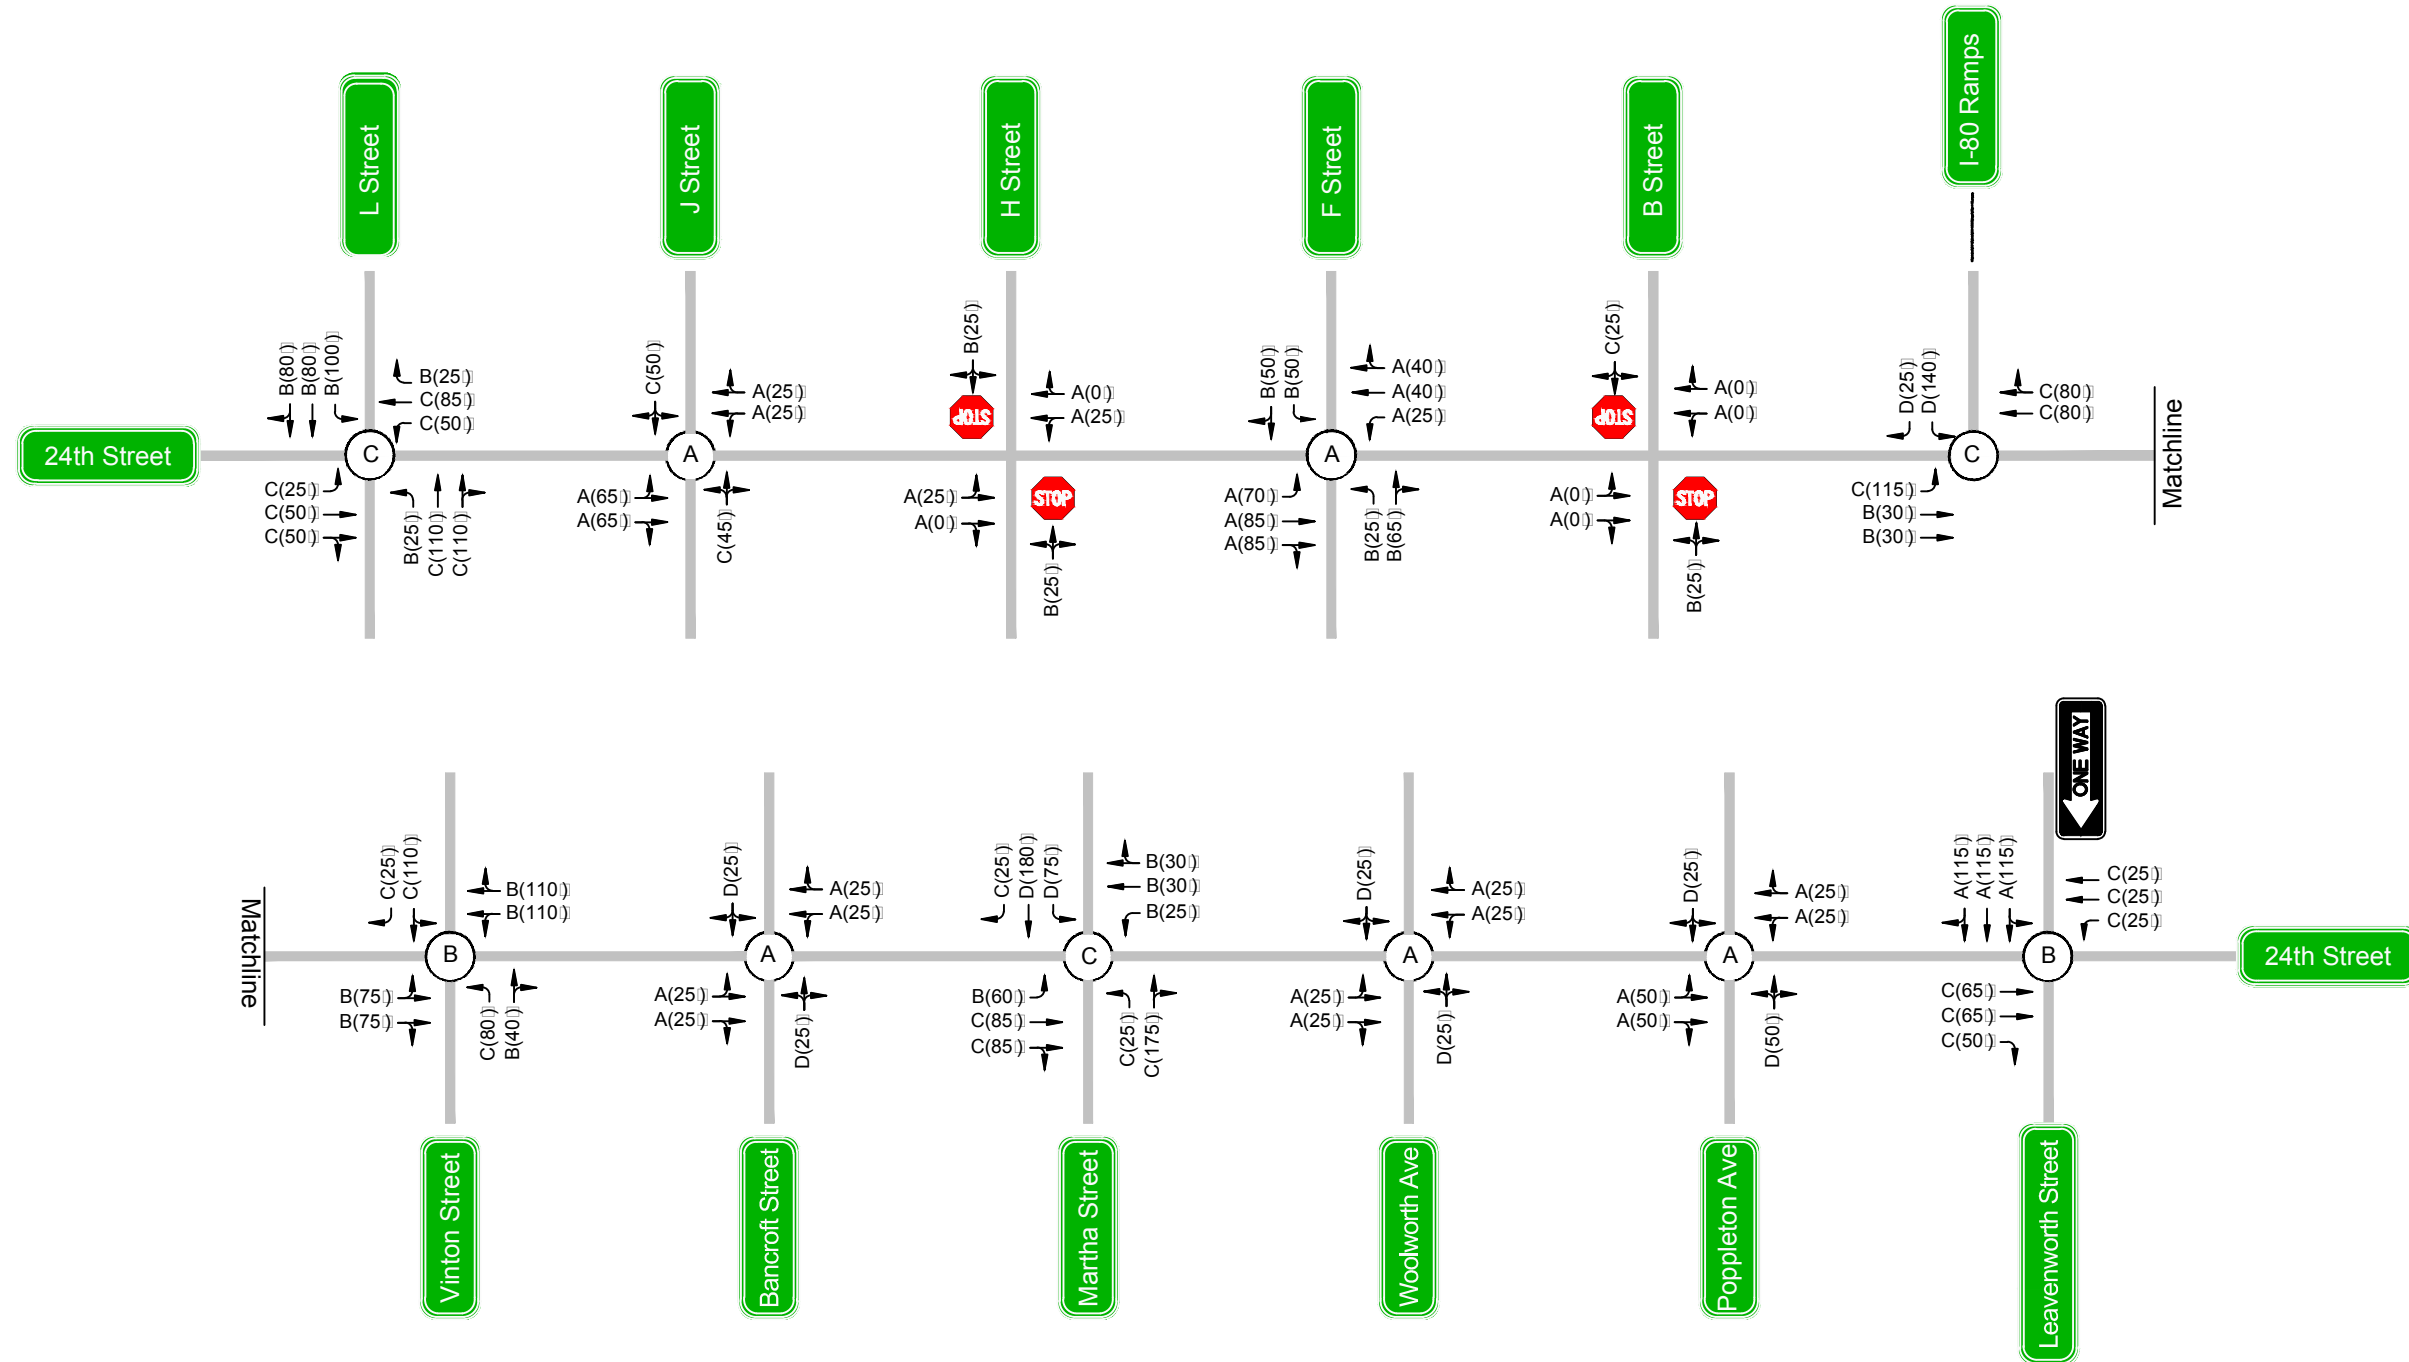 L Street
J Street
H Street
F Street
B Street
I-80 Ramps
24th Street
B(80▯)
B(80▯)
B(100▯)
B(25▯)
C(85▯)
C(50▯)
C
C(25▯)
C(50▯)
C(50▯)
B(25▯)
C(110▯)
C(110▯)
C(50▯)
A(25▯)
A(25▯)
A
A(65▯)
A(65▯)
C(45▯)
B(25▯)
STOP
A(0▯)
A(25▯)
A(25▯)
A(0▯)
STOP
B(25▯)
B(50▯)
B(50▯)
A(40▯)
A(40▯)
A(25▯)
A
A(70▯)
A(85▯)
A(85▯)
B(25▯)
B(65▯)
C(25▯)
STOP
A(0▯)
A(0▯)
A(0▯)
A(0▯)
STOP
B(25▯)
D(25▯)
D(140▯)
C(80▯)
C(80▯)
C
C(115▯)
B(30▯)
B(30▯)
Matchline
Matchline
C(25▯)
C(110▯)
B(110▯)
B(110▯)
B
B(75▯)
B(75▯)
C(80▯)
B(40▯)
D(25▯)
A(25▯)
A(25▯)
A
A(25▯)
A(25▯)
D(25▯)
C(25▯)
D(180▯)
D(75▯)
B(30▯)
B(30▯)
B(25▯)
C
B(60▯)
C(85▯)
C(85▯)
C(25▯)
C(175▯)
D(25▯)
A(25▯)
A(25▯)
A
A(25▯)
A(25▯)
D(25▯)
D(25▯)
A(25▯)
A(25▯)
A
A(50▯)
A(50▯)
D(50▯)
ONE WAY
A(115▯)
A(115▯)
A(115▯)
C(25▯)
C(25▯)
C(25▯)
B
C(65▯)
C(65▯)
C(50▯)
24th Street
Vinton Street
Bancroft Street
Martha Street
Woolworth Ave
Poppleton Ave
Leavenworth Street